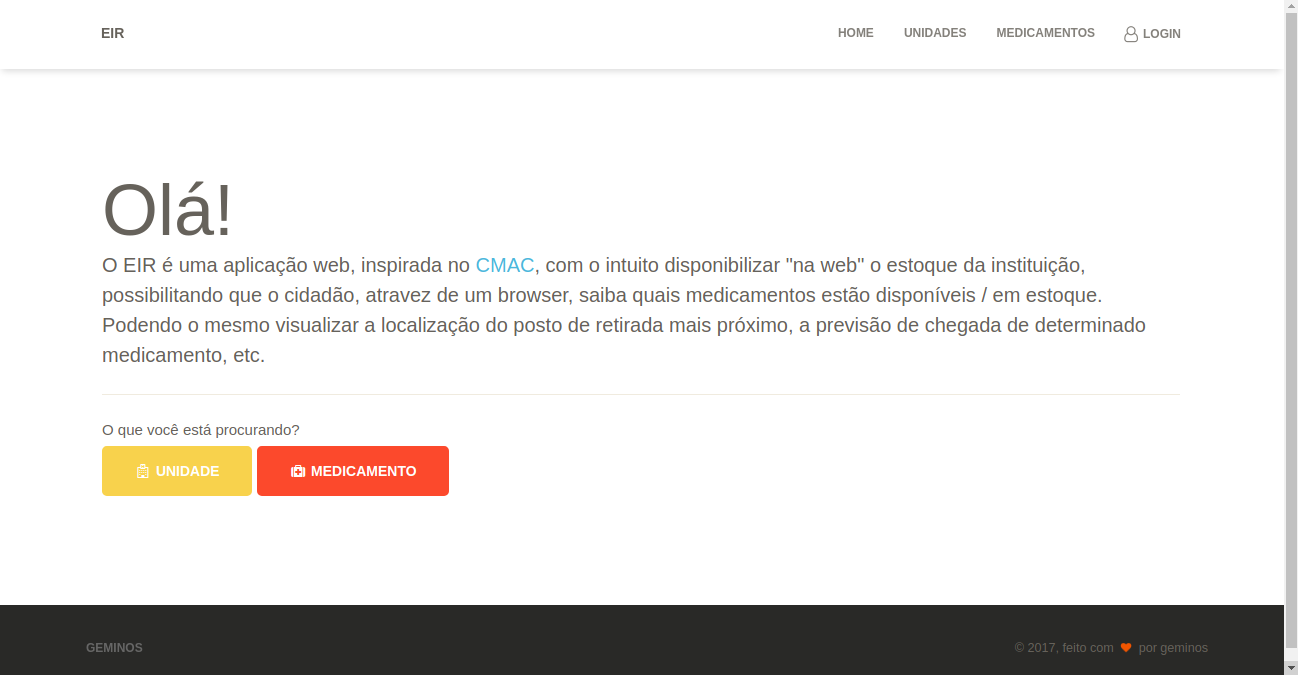 EIR
HOME UNIDADES MEDICAMENTOS LOGIN
Olá!
O EIR é uma aplicação web, inspirada no CMAC, com o intuito disponibilizar "na web" o estoque da instituição,
possibilitando que o cidadão, atravez de um browser, saiba quais medicamentos estão disponíveis / em estoque.
Podendo o mesmo visualizar a localização do posto de retirada mais próximo, a previsão de chegada de determinado
medicamento, etc.
O que você está procurando?
UNIDADE MEDICAMENTO
GEMINOS
© 2017, feito com por geminos